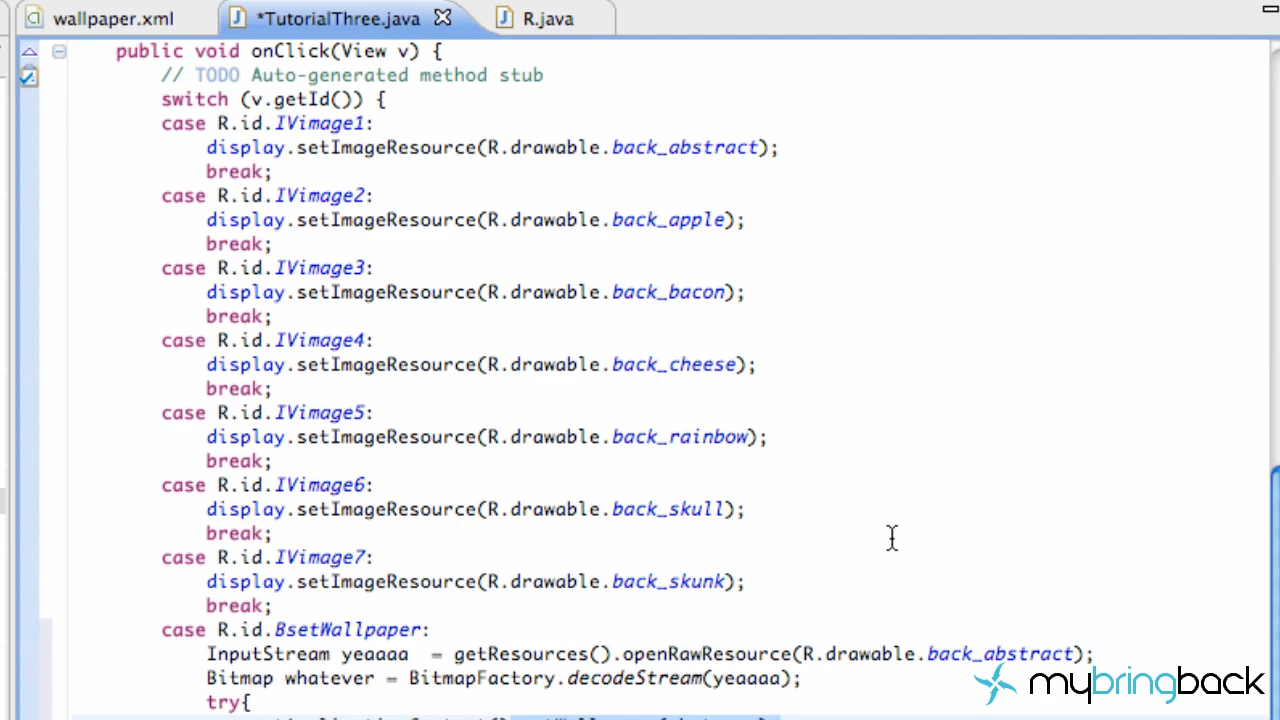 wallpaper.xml
*TutorialThree.java
R.java
public void onClick(View v) {
// TODO Auto-generated method stub
switch (v.getId()) {
case R.id.IVimage1:
display.setImageResource(R.drawable.back_abstract);
break;
case R.id.IVimage2:
display.setImageResource(R.drawable.back_apple);
break;
case R.id.IVimage3:
display.setImageResource(R.drawable.back_bacon);
break;
case R.id.IVimage4:
display.setImageResource(R.drawable.back_cheese);
break;
case R.id.IVimage5:
display.setImageResource(R.drawable.back_rainbow);
break;
case R.id.IVimage6:
display.setImageResource(R.drawable.back_skull);
break;
case R.id.IVimage7:
display.setImageResource(R.drawable.back_skunk);
break;
case R.id.BsetWallpaper:
InputStream yeaaaa  = getResources().openRawResource(R.drawable.back_abstract);
Bitmap whatever = BitmapFactory.decodeStream(yeaaaa);
try{
mybringback